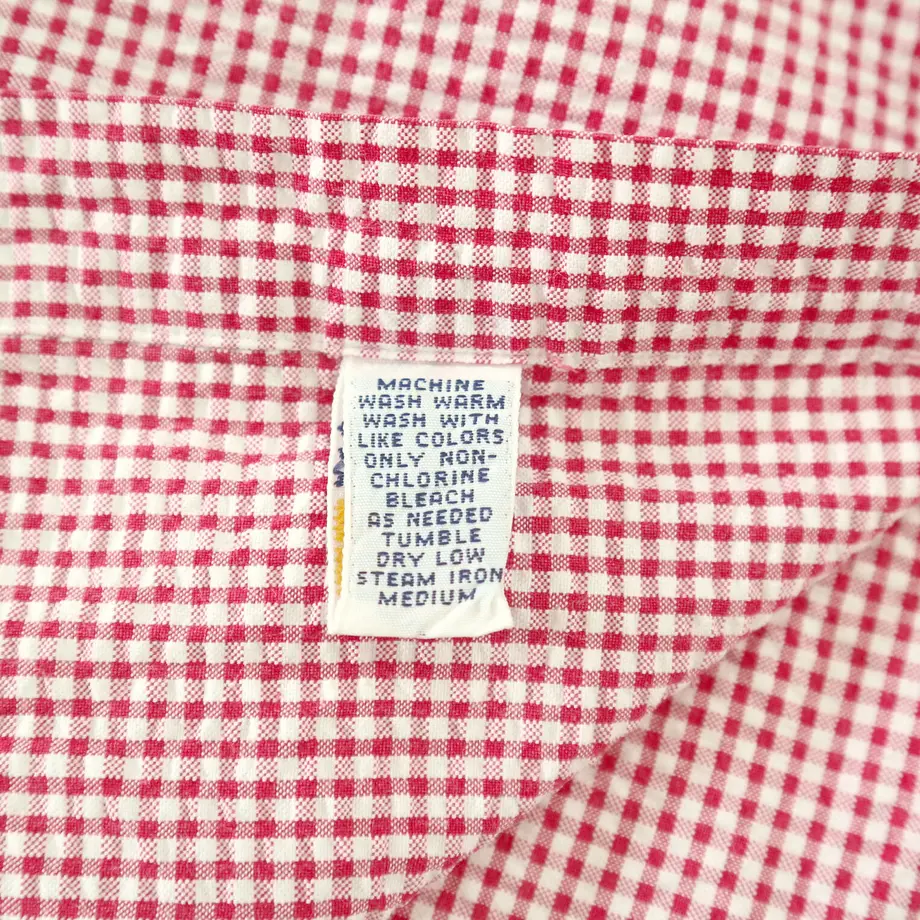 MACHINE
WASH WARM
WASH WITH
LIKE COLORS
ONLY NON-
CHLORINE
BLEACH
AS NEEDED
TUMBLE
DRY LOW
STEAM IRON
MEDIUM